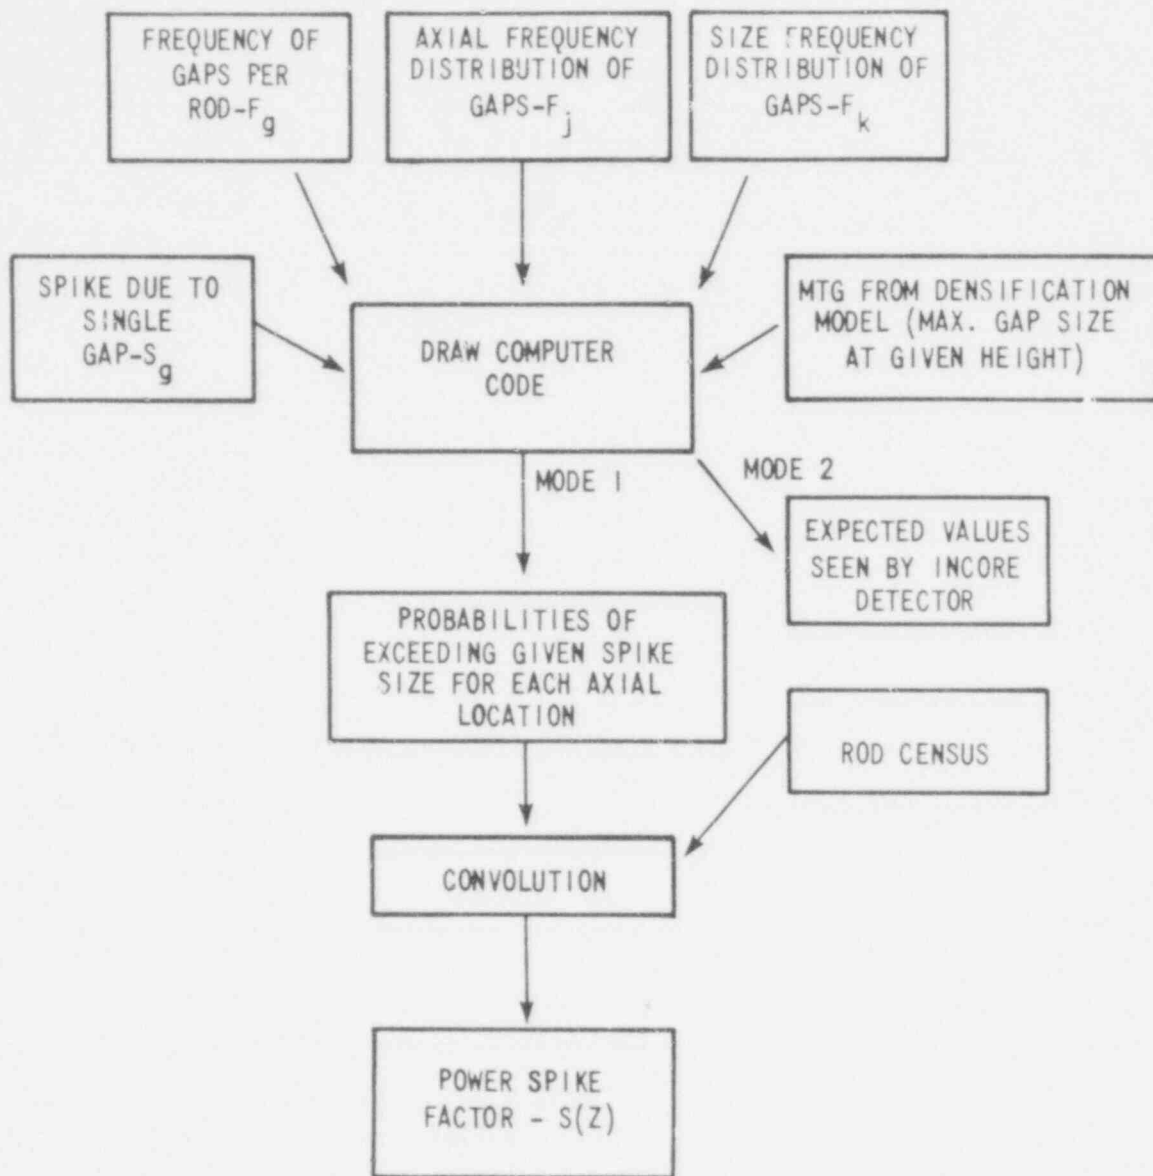 FREQUENCY OF
GAPS PER
ROD-Fg
AXIAL FREQUENCY
DISTRIBUTION OF
GAPS-Fj
SIZE FREQUENCY
DISTRIBUTION OF
GAPS-Fk
SPIKE DUE TO
SINGLE
GAP-Sg
DRAW COMPUTER
CODE
MTG FROM DENSIFICATION
MODEL (MAX. GAP SIZE
AT GIVEN HEIGHT)
MODE 1
MODE 2
EXPECTED VALUES
SEEN BY INCORE
DETECTOR
PROBABILITIES OF
EXCEEDING GIVEN SPIKE
SIZE FOR EACH AXIAL
LOCATION
ROD CENSUS
CONVOLUTION
POWER SPIKE
FACTOR - S(Z)